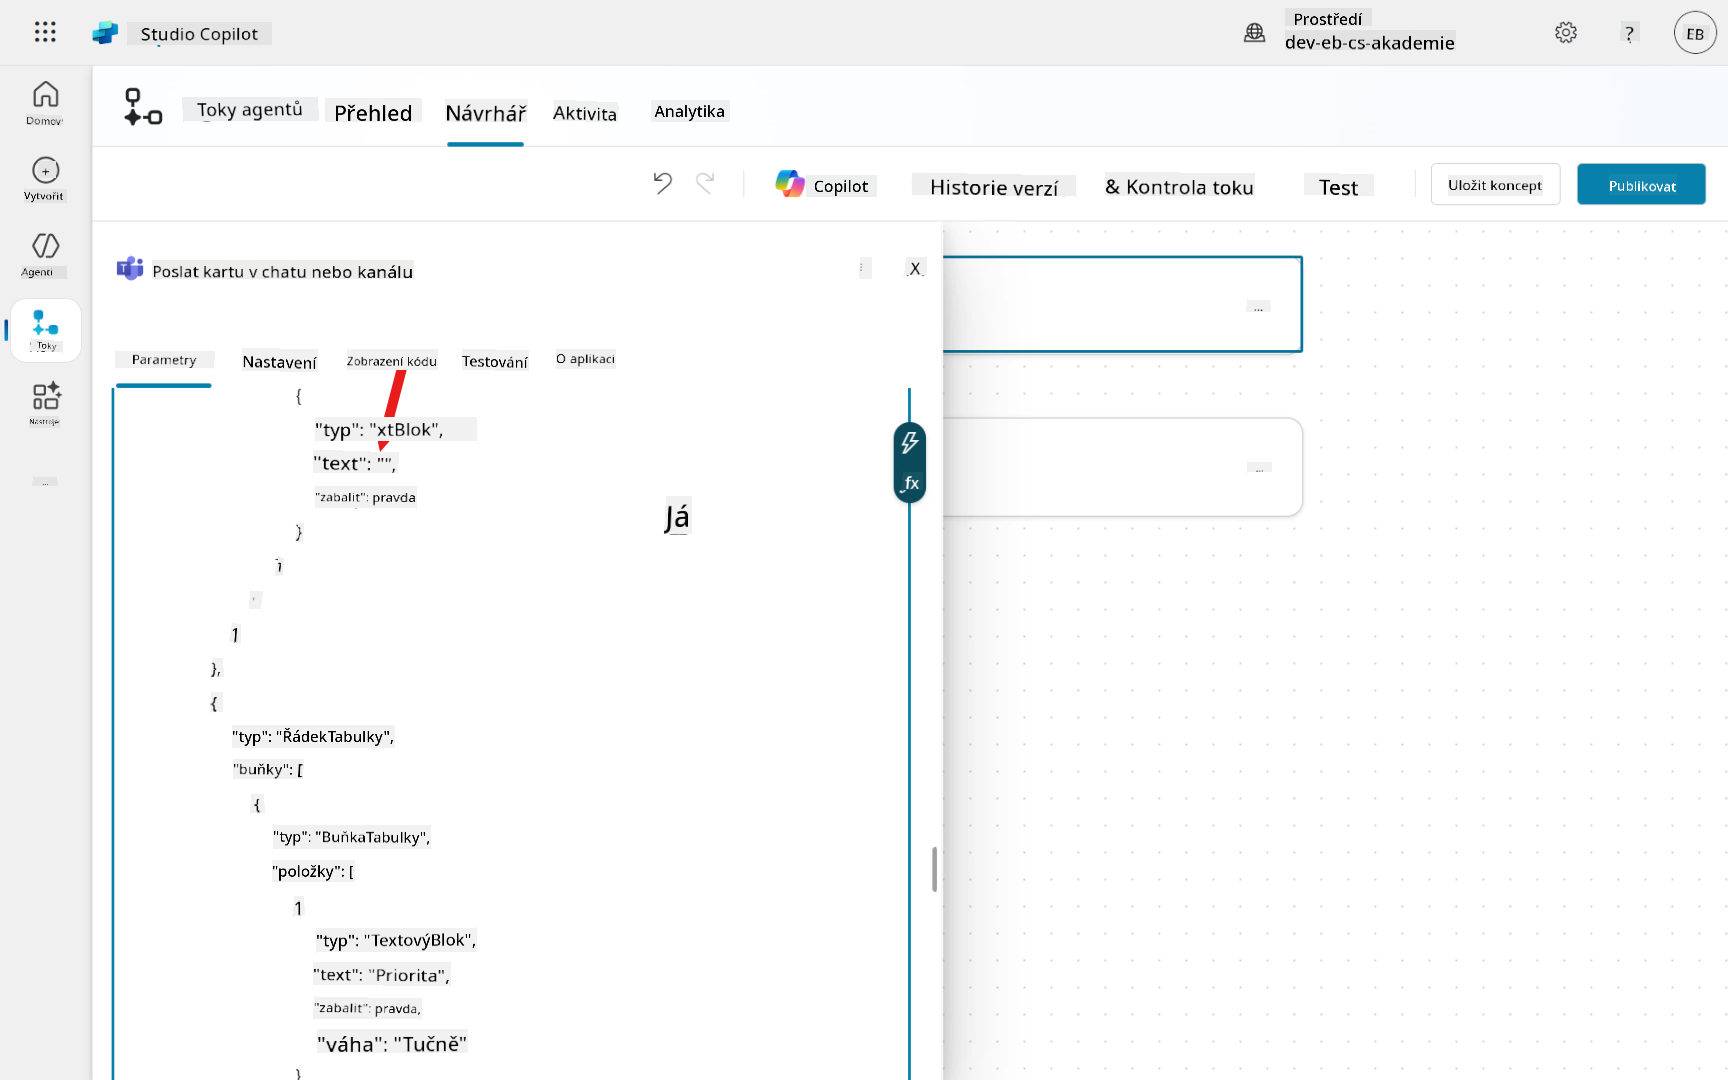 Studio Copilot
Prostředí
dev-eb-cs-akademie
?
EB
Domev
Vytvořit
Agenti
Toky
Nástroje
...
Toky agentů
Přehled
Návrhář
Aktivita
Analytika
Copilot
Historie verzí
& Kontrola toku
Test
Uložit koncept
Publikovat
Poslat kartu v chatu nebo kanálu
X
Parametry
Nastavení
Zobrazení kódu
Testování
O aplikaci
{
"typ": "xtBlok",
"text": "",
"zabalit": pravda
Já
}
1
},
{
"typ": "ŘádekTabulky",
"buňky": [
{
"typ": "BuňkaTabulky",
"položky": [
1
"typ": "TextovýBlok",
"text": "Priorita",
"zabalit": pravda,
"váha": "Tučně"
}
fx
...
...